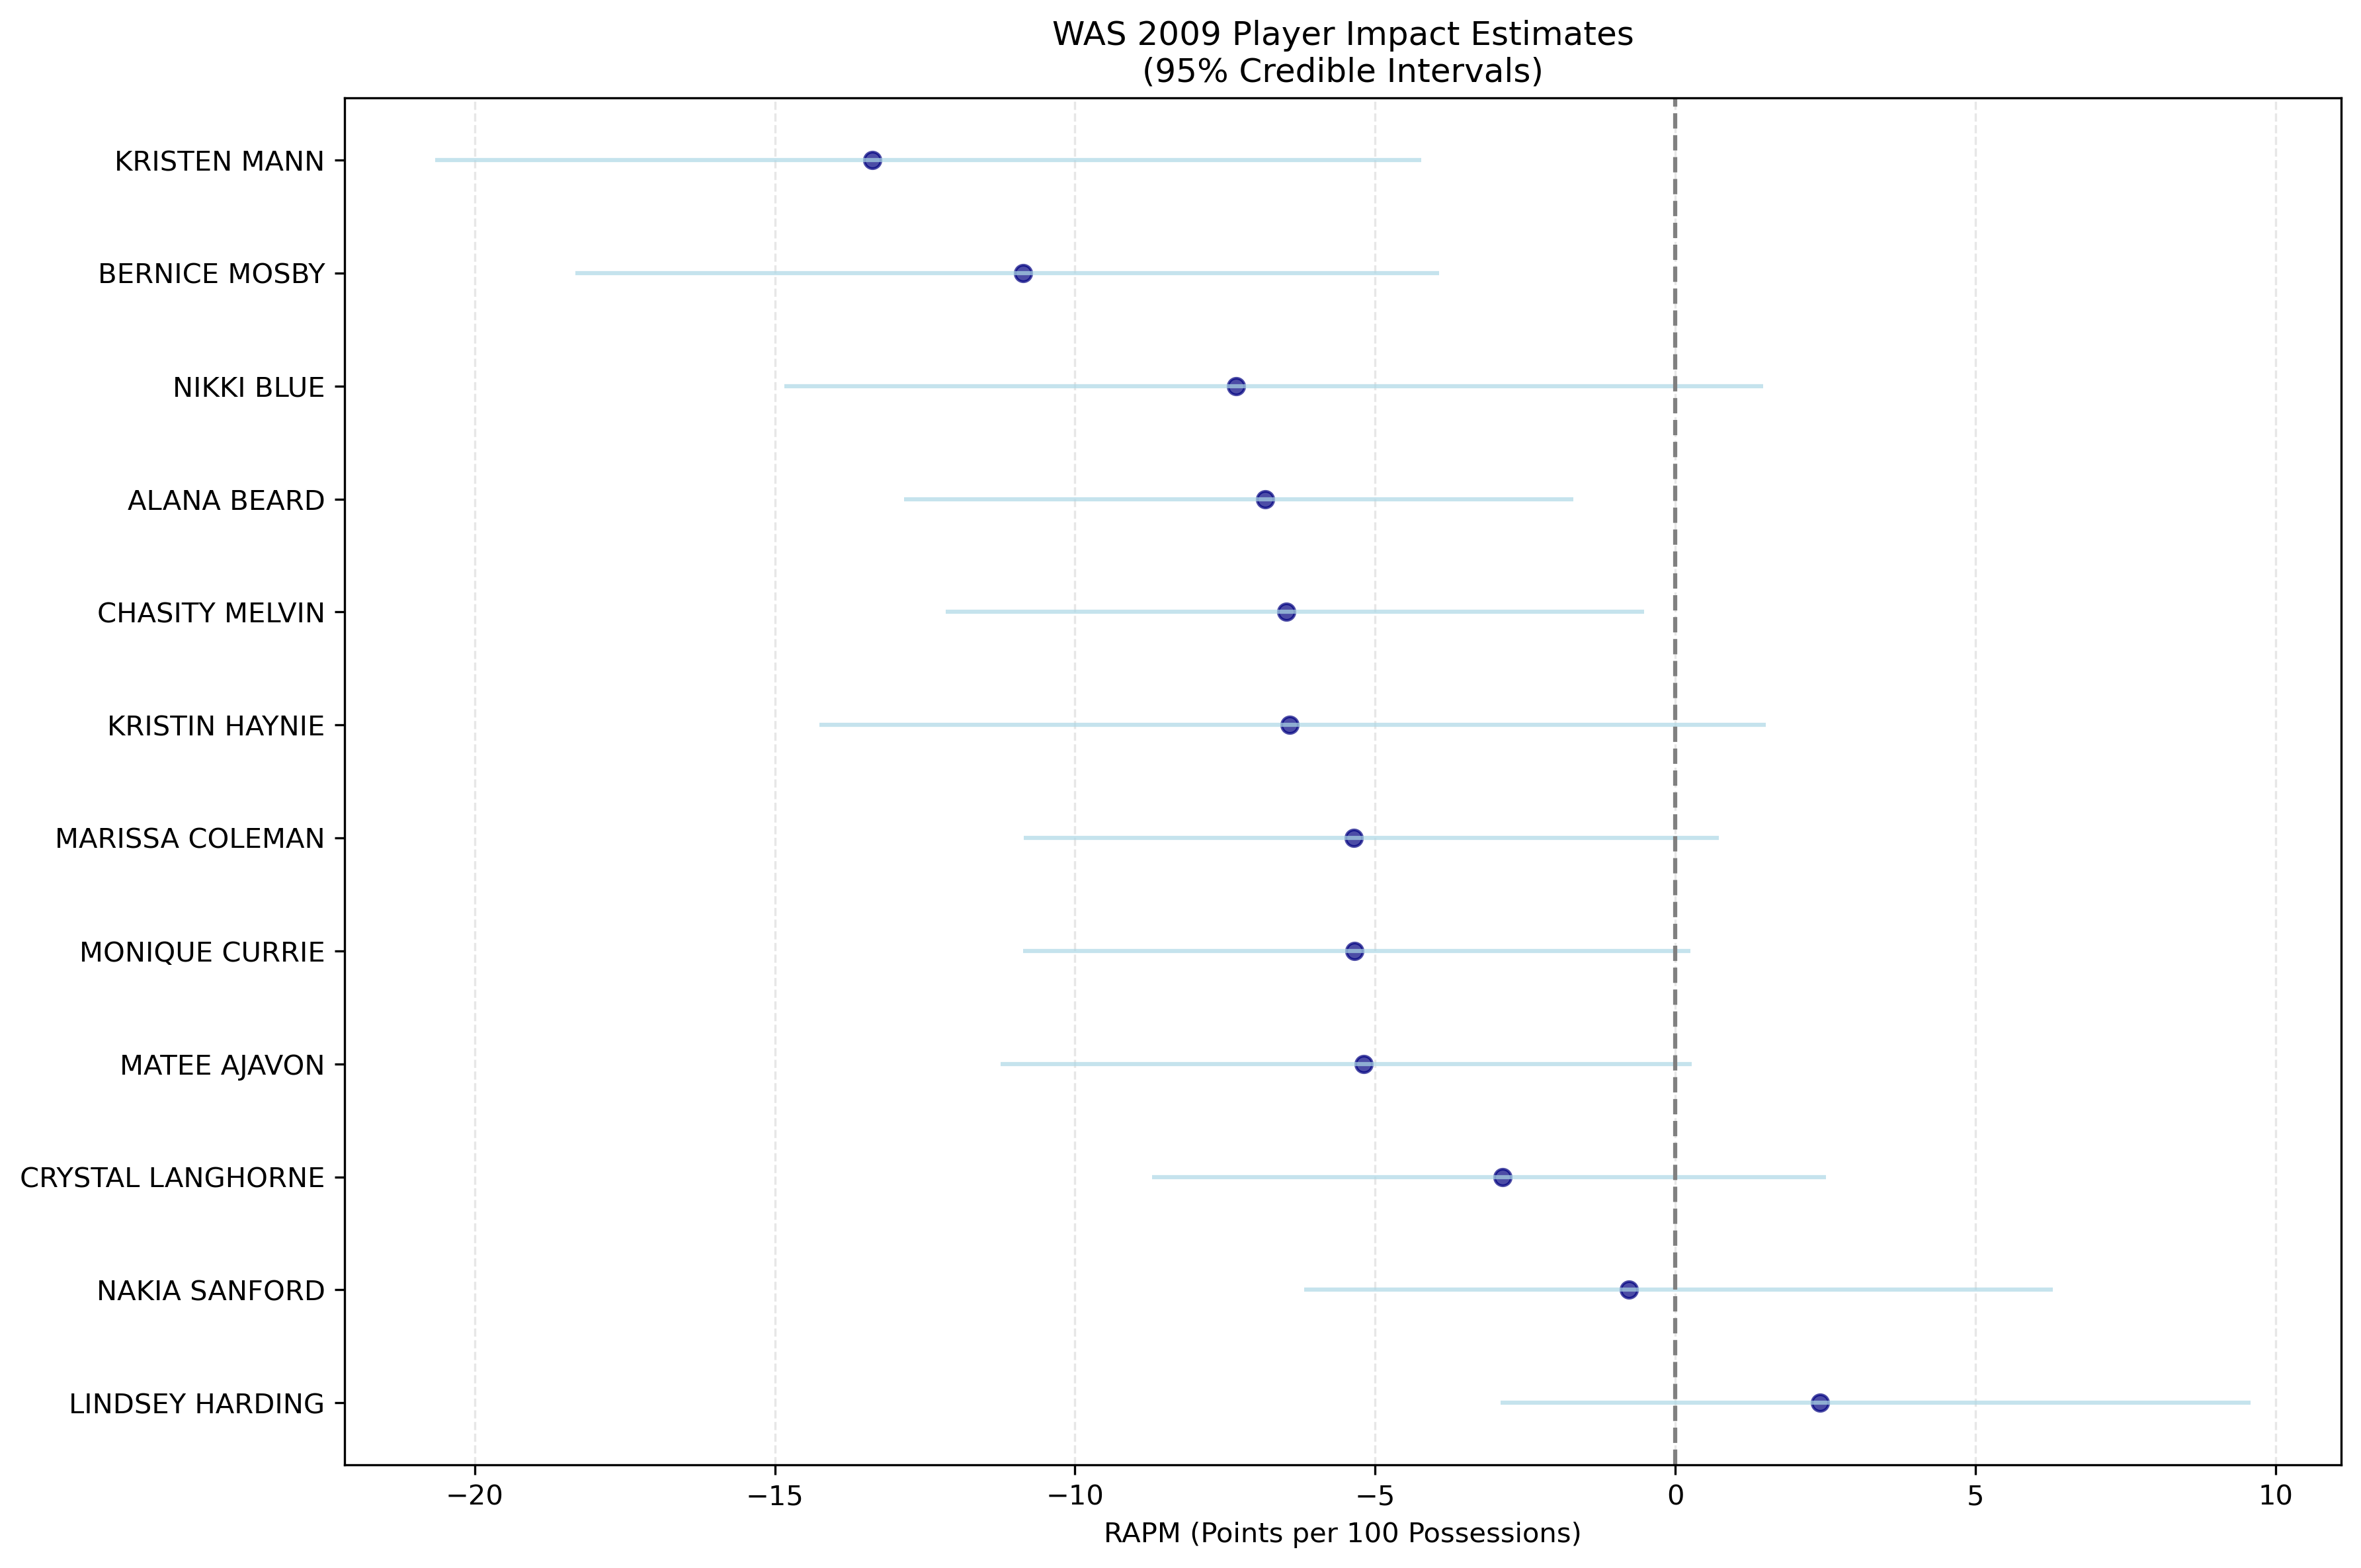 WAS 2009 Player Impact Estimates
(95% Credible Intervals)
KRISTEN MANN
BERNICE MOSBY
NIKKI BLUE
ALANA BEARD
CHASITY MELVIN
KRISTIN HAYNIE
MARISSA COLEMAN
MONIQUE CURRIE
MATEE AJAVON
CRYSTAL LANGHORNE
NAKIA SANFORD
LINDSEY HARDING
−20 −15 −10 −5 0 5 10
RAPM (Points per 100 Possessions)